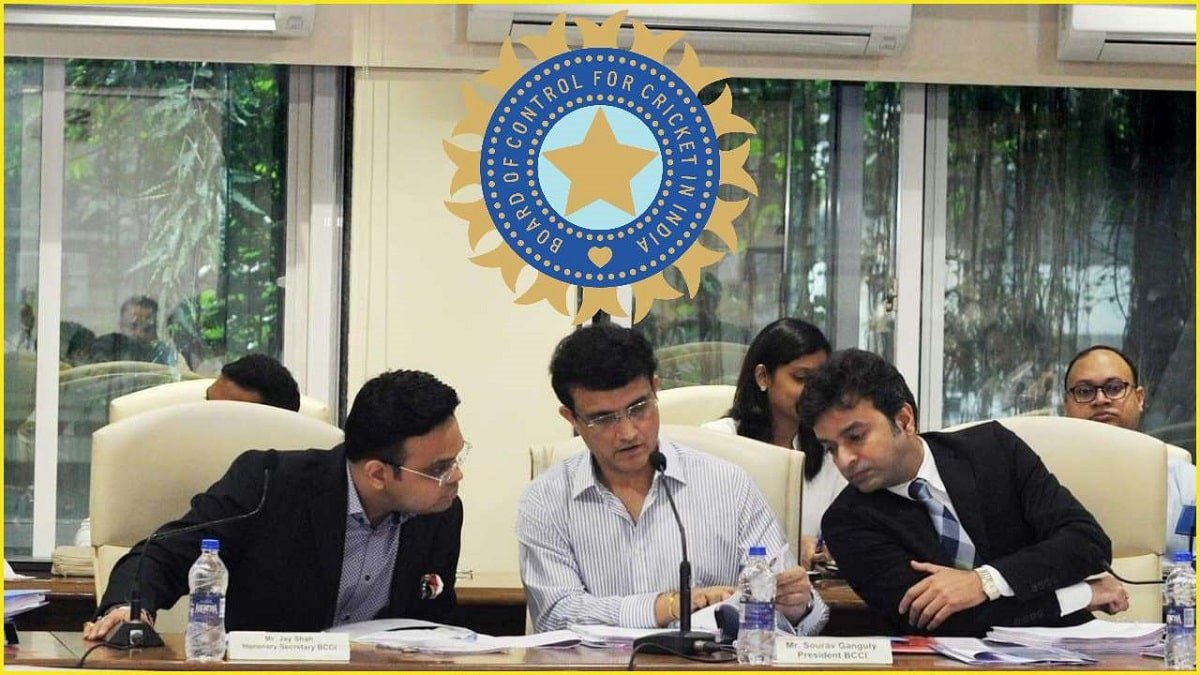 BOARD OF CONTROL FOR CRICKET IN INDIA
Mr. Jay Shah
Honorary Secretary BCCI
Mr. Sourav Ganguly
President BCCI